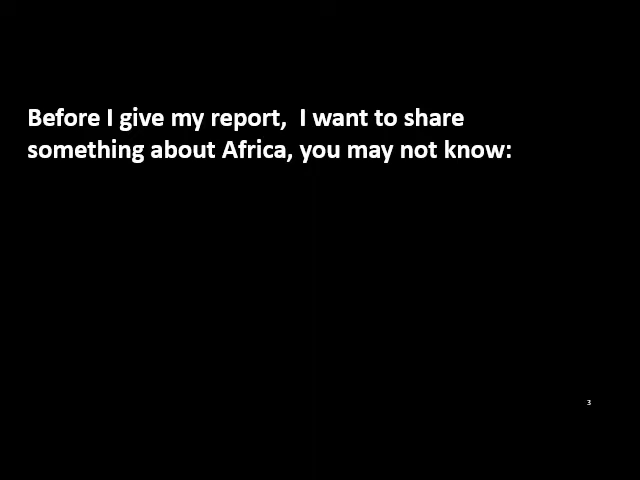 Before I give my report,  I want to share
something about Africa, you may not know:
3